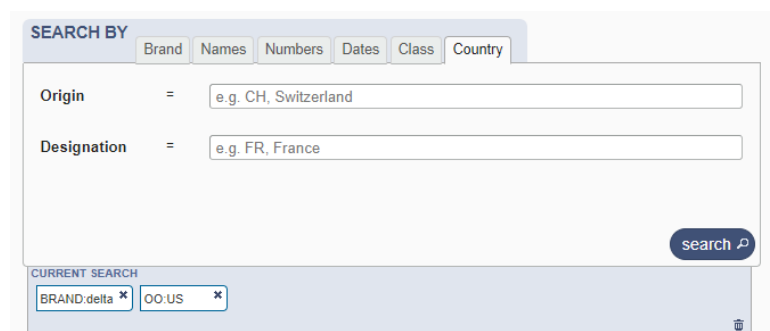 SEARCH BY
Brand Names Numbers Dates Class Country
Origin = e.g. CH, Switzerland
Designation = e.g. FR, France
search
CURRENT SEARCH
BRAND:delta OO:US